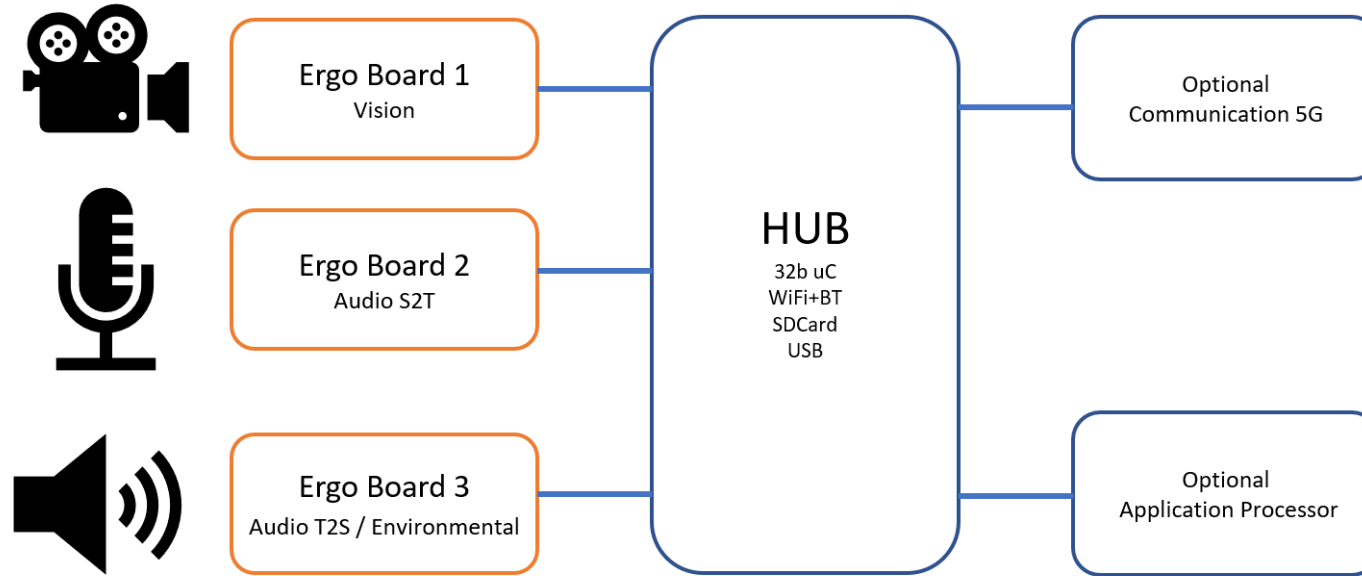 Ergo Board 1
Vision
Ergo Board 2
Audio S2T
Ergo Board 3
Audio T2S / Environmental
HUB
32b uC
WiFi+BT
SDCard
USB
Optional
Communication 5G
Optional
Application Processor